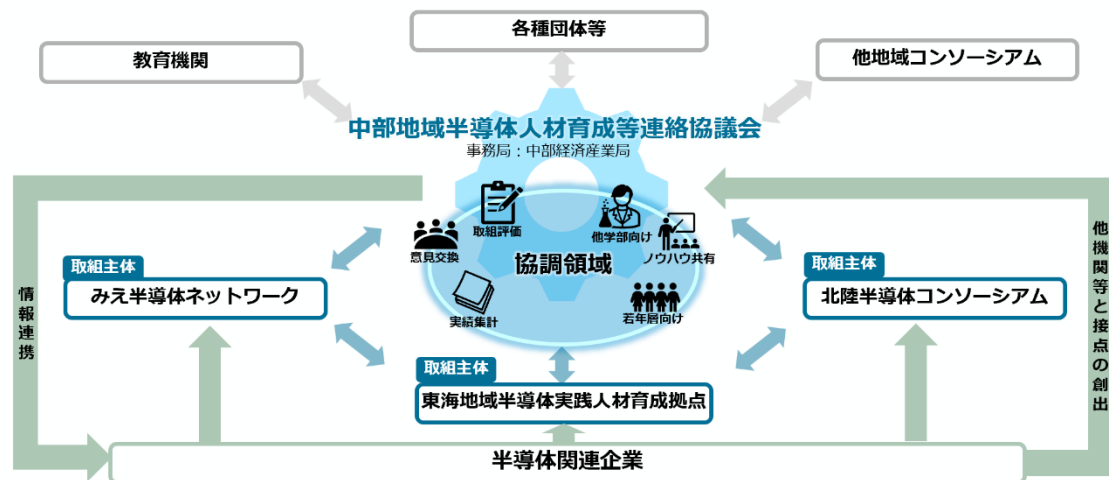 各種団体等
教育機関
他地域コンソーシアム
中部地域半導体人材育成等連絡協議会
事務局：中部経済産業局
取組評価
他学部向け
意見交換
ノウハウ共有
協調領域
取組主体
みえ半導体ネットワーク
取組主体
北陸半導体コンソーシアム
実績集計
若年層向け
情報連携
他機関等と接点の創出
取組主体
東海地域半導体実践人材育成拠点
半導体関連企業